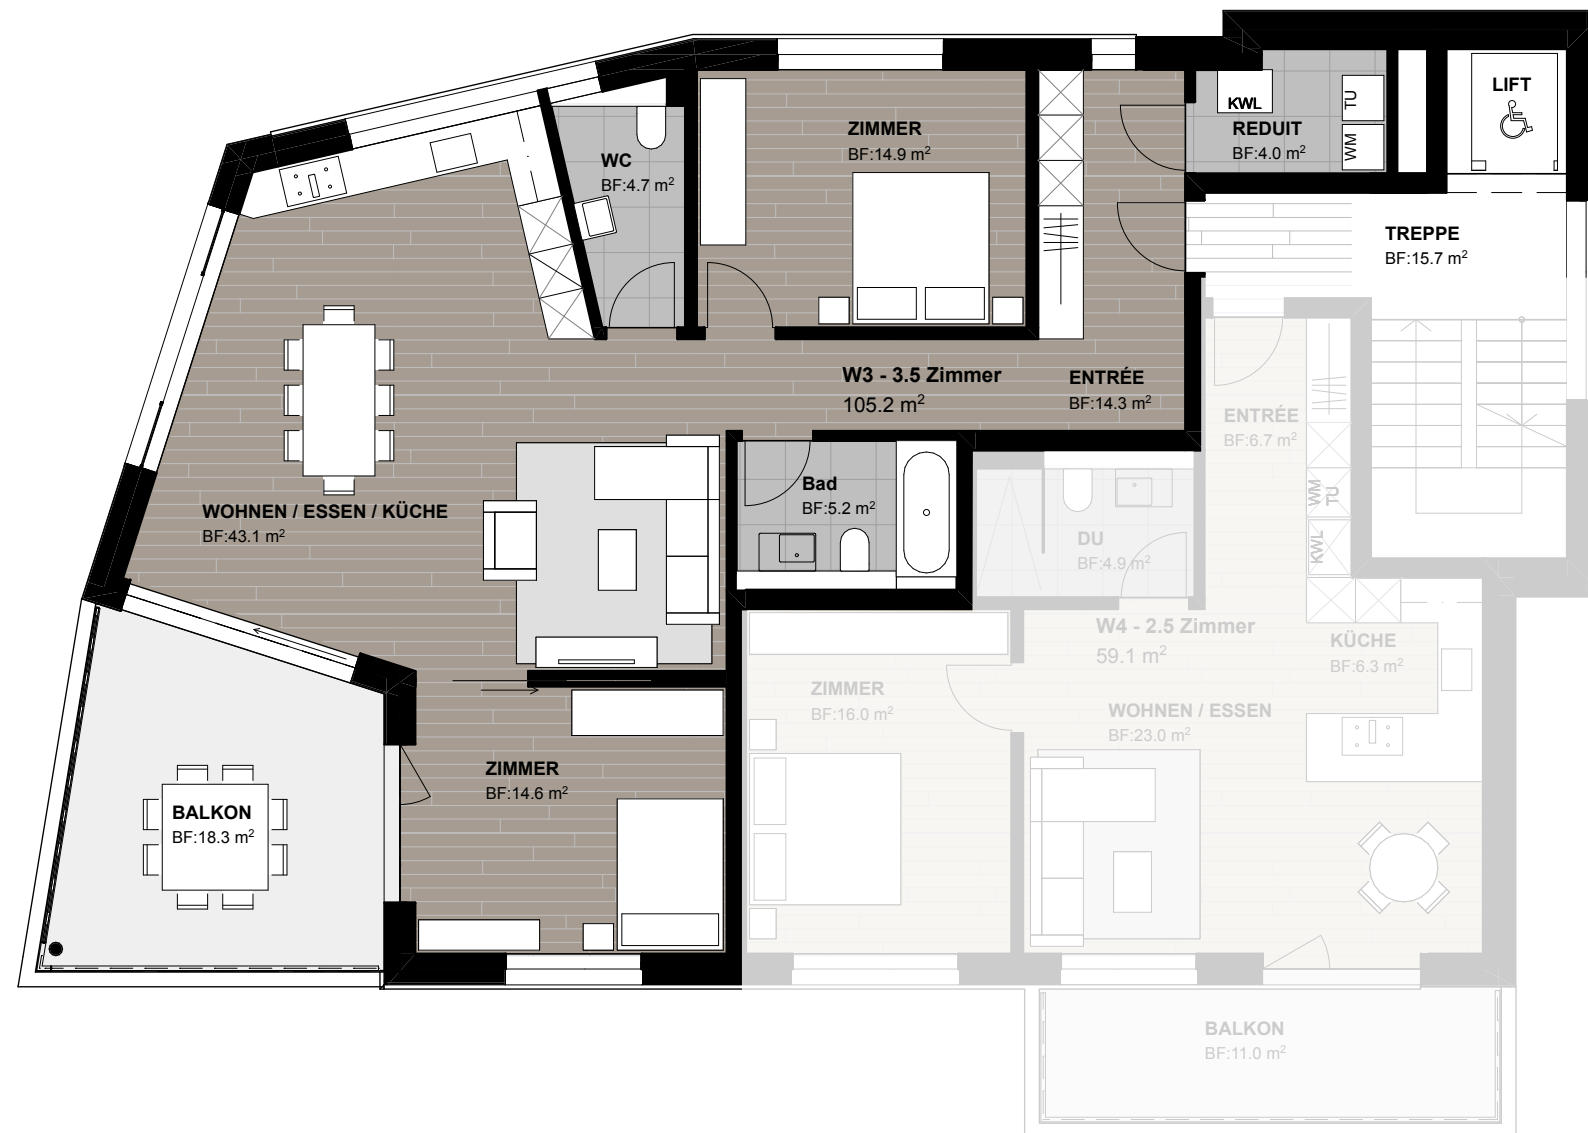 LIFT
KWL
TU
WM
REDUIT
BF:4.0 m²
ZIMMER
BF:14.9 m²
WC
BF:4.7 m²
TREPPE
BF:15.7 m²
W3 - 3.5 Zimmer
105.2 m²
ENTRÉE
BF:14.3 m²
ENTRÉE
BF:6.7 m²
WM
TU
KWL
Bad
BF:5.2 m²
WOHNEN / ESSEN / KÜCHE
BF:43.1 m²
DU
BF:4.9 m²
W4 - 2.5 Zimmer
59.1 m²
KÜCHE
BF:6.3 m²
ZIMMER
BF:16.0 m²
WOHNEN / ESSEN
BF:23.0 m²
ZIMMER
BF:14.6 m²
BALKON
BF:18.3 m²
BALKON
BF:11.0 m²